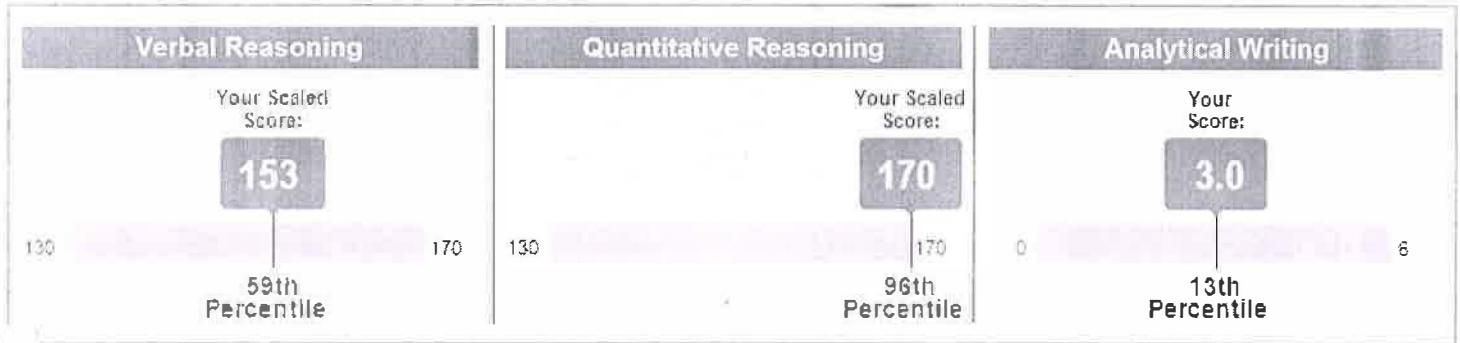 Verbal Reasoning
Your Scaled
Score:
153
130
170
59th
Percentile
Quantitative Reasoning
Your Scaled
Score:
170
130
170
96th
Percentile
Analytical Writing
Your
Score:
3.0
0
6
13th
Percentile